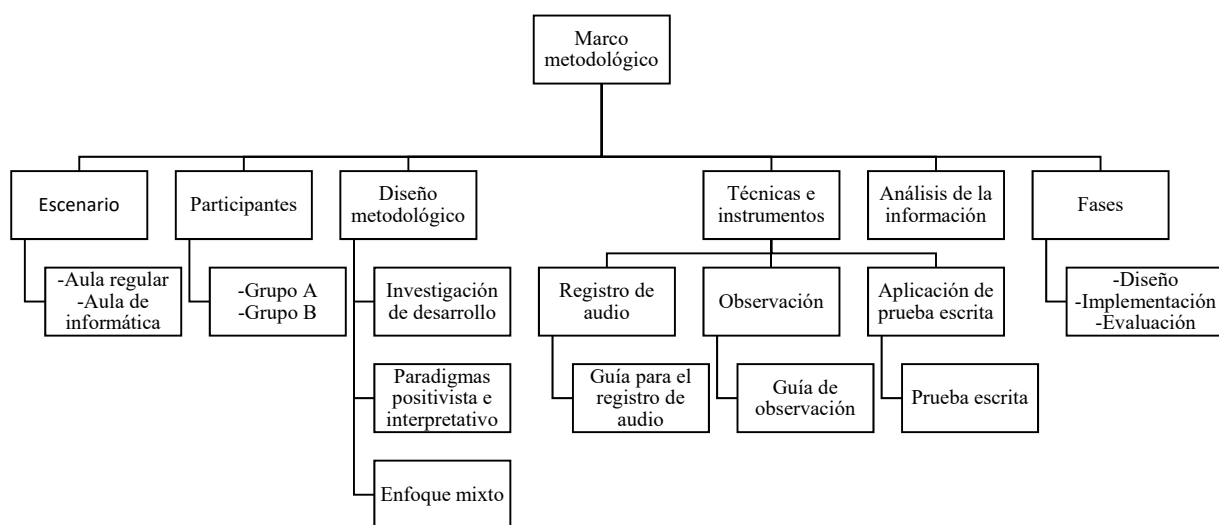 Marco
metodológico
Escenario
Participantes
Diseño
metodológico
Técnicas e
instrumentos
Análisis de la
información
Fases
-Aula regular
-Aula de
informática
-Grupo A
-Grupo B
Investigación
de desarrollo
Paradigmas
positivista e
interpretativo
Enfoque mixto
Registro de
audio
Guía para el
registro de
audio
Observación
Guía de
observación
Aplicación de
prueba escrita
Prueba escrita
-Diseño
-Implementación
-Evaluación